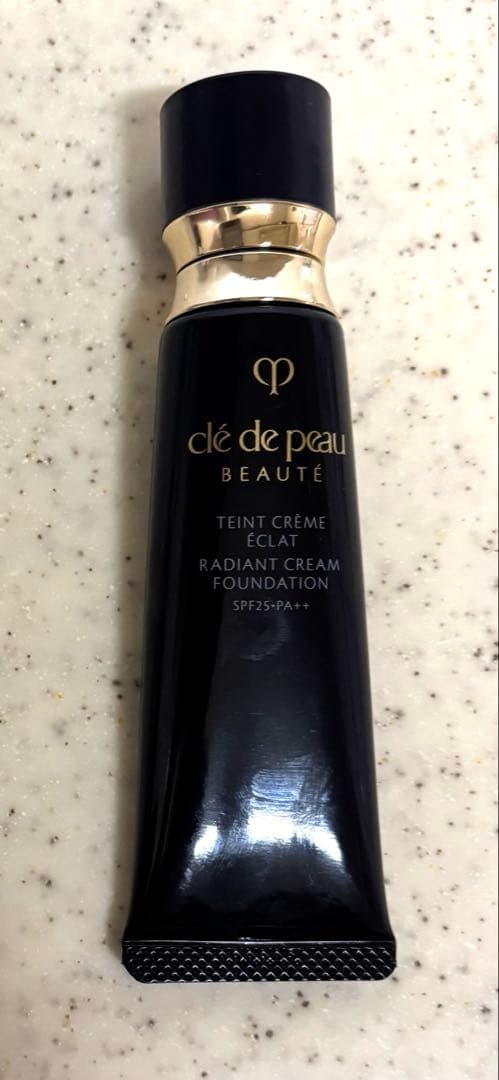 clé de peau
BEAUTÉ
TEINT CRÈME
ÉCLAT
RADIANT CREAM
FOUNDATION
SPF25•PA++